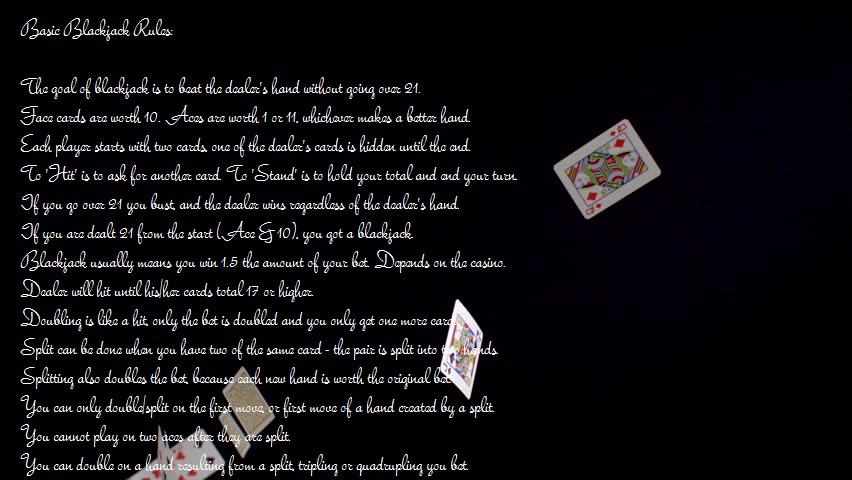 Basic Blackjack Rules:
The goal of blackjack is to beat the dealer's hand without going over 21.
Face cards are worth 10. Aces are worth 1 or 11, whichever makes a better hand.
Each player starts with two cards, one of the dealer's cards is hidden until the end.
To 'Hit' is to ask for another card. To 'Stand' is to hold your total and end your turn.
If you go over 21 you bust, and the dealer wins regardless of the dealer's hand.
If you are dealt 21 from the start (Ace & 10), you got a blackjack.
Blackjack usually means you win 1.5 the amount of your bet. Depends on the casino.
Dealer will hit until his/her cards total 17 or higher.
Doubling is like a hit, only the bet is doubled and you only get one more card.
Split can be done when you have two of the same card - the pair is split into two hands.
Splitting also doubles the bet, because each new hand is worth the original bet.
You can only double/split on the first move, or first move of a hand created by a split.
You cannot play on two aces after they are split.
You can double on a hand resulting from a split, tripling or quadrupling you bet.